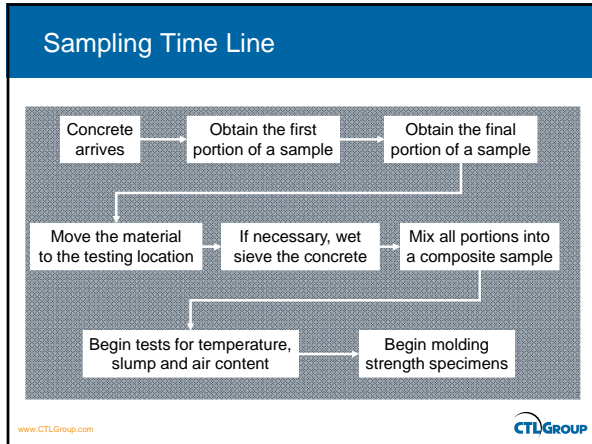 Sampling Time Line
Concrete
arrives
Obtain the first
portion of a sample
Obtain the final
portion of a sample
Move the material
to the testing location
If necessary, wet
sieve the concrete
Mix all portions into
a composite sample
Begin tests for temperature,
slump and air content
Begin molding
strength specimens
www.CTLGroup.com
CTLGROUP